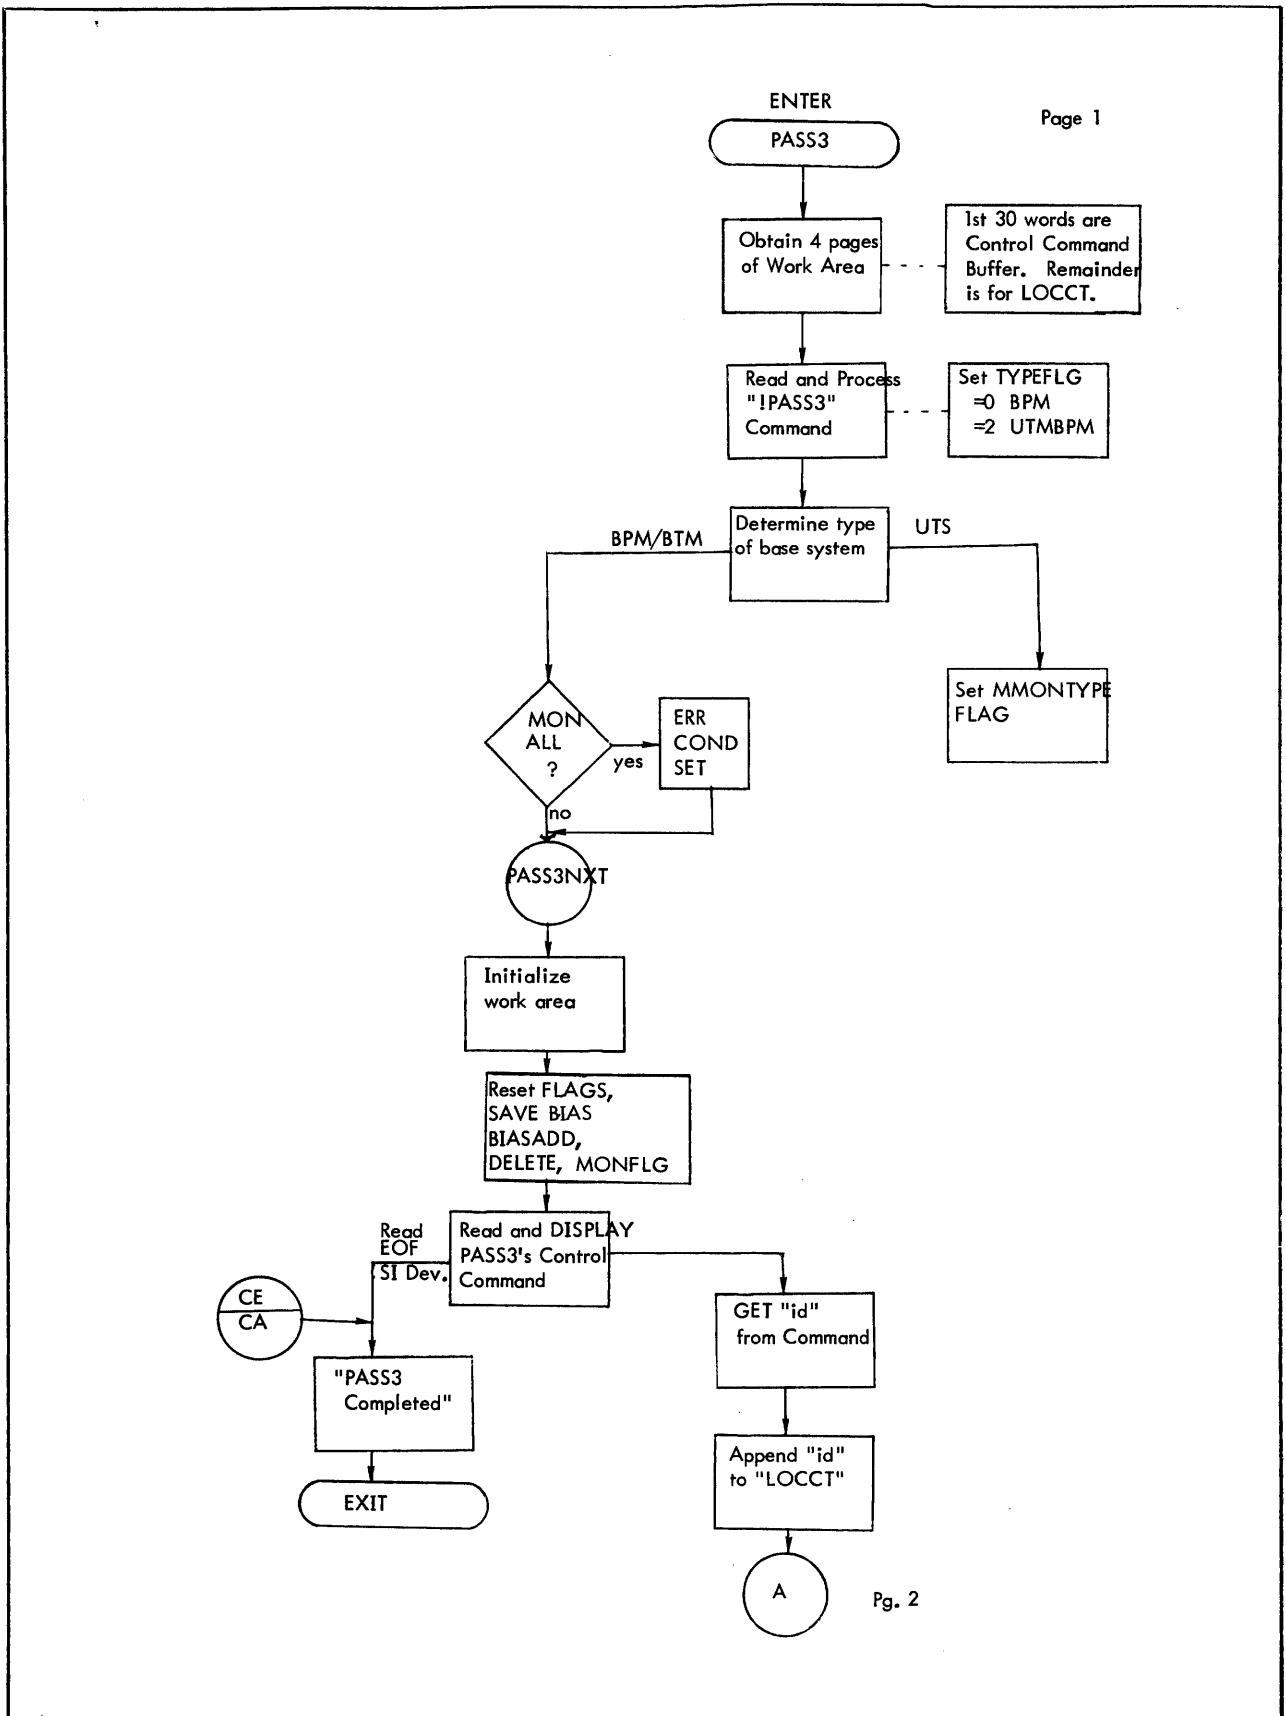 ENTER
Page 1
PASS3
Obtain 4 pages
of Work Area
1st 30 words are
Control Command
Buffer. Remainder
is for LOCCT.
Read and Process
"!PASS3"
Command
Set TYPEFLG
=0 BPM
=2 UTMBPM
Determine type
of base system
BPM/BTM
UTS
Set MMONTYPE
FLAG
MON
ALL
?
yes
no
ERR
COND
SET
PASS3NXT
Initialize
work area
Reset FLAGS,
SAVE BIAS
BIASADD,
DELETE, MONFLG
Read and DISPLAY
PASS3's Control
Command
Read
EOF
SI Dev.
CE
CA
"PASS3
Completed"
EXIT
GET "id"
from Command
Append "id"
to "LOCCT"
A
Pg. 2